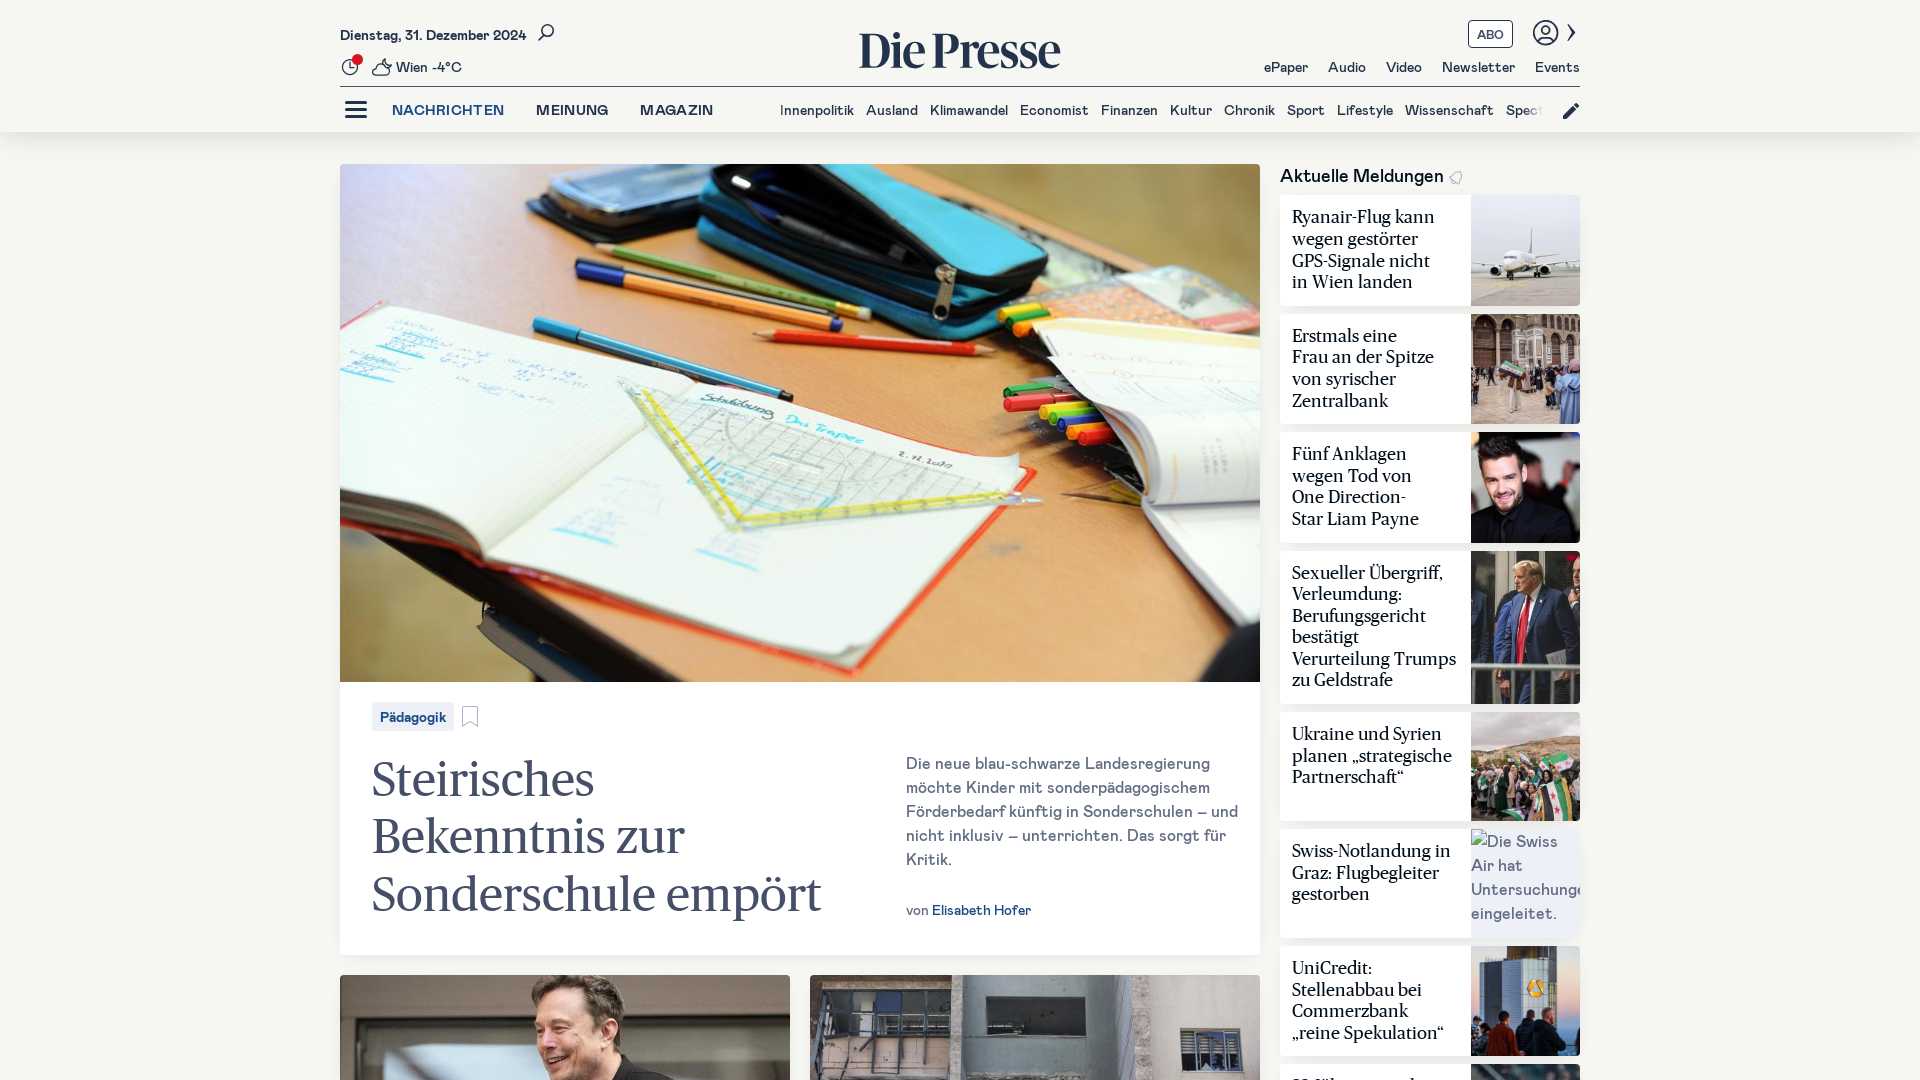 Dienstag, 31. Dezember 2024
Die Presse
ABO
Wien -4°C
ePaper Audio Video Newsletter Events
NACHRICHTEN MEINUNG MAGAZIN
Innenpolitik Ausland Klimawandel Economist Finanzen Kultur Chronik Sport Lifestyle Wissenschaft Spect
Schulübung
Das Trapez
2.12.2019
Pädagogik
Steirisches
Bekenntnis zur
Sonderschule empört
Die neue blau-schwarze Landesregierung
möchte Kinder mit sonderpädagogischem
Förderbedarf künftig in Sonderschulen – und
nicht inklusiv – unterrichten. Das sorgt für
Kritik.
von Elisabeth Hofer
Aktuelle Meldungen
Ryanair-Flug kann
wegen gestörter
GPS-Signale nicht
in Wien landen
Erstmals eine
Frau an der Spitze
von syrischer
Zentralbank
Fünf Anklagen
wegen Tod von
One Direction-
Star Liam Payne
Sexueller Übergriff,
Verleumdung:
Berufungsgericht
bestätigt
Verurteilung Trumps
zu Geldstrafe
Ukraine und Syrien
planen „strategische
Partnerschaft“
Swiss-Notlandung in
Graz: Flugbegleiter
gestorben
Die Swiss
Air hat
Untersuchunge
eingeleitet.
UniCredit:
Stellenabbau bei
Commerzbank
„reine Spekulation“